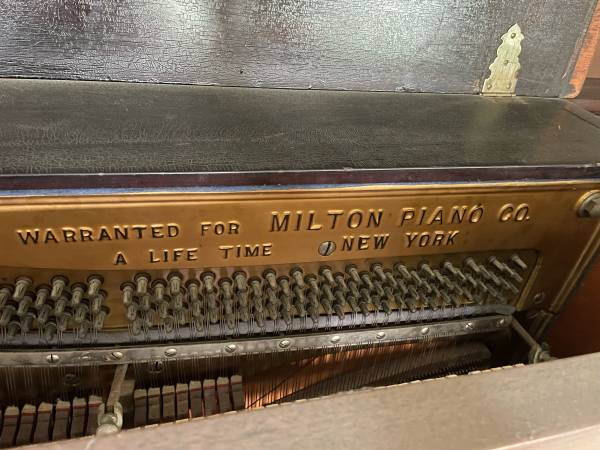 WARRANTED FOR MILTON PIANO CO.
A LIFE TIME NEW YORK